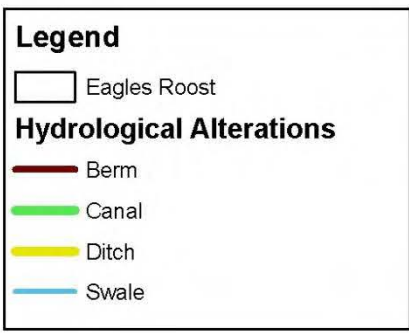 Legend
Eagles Roost
Hydrological Alterations
Berm
Canal
Ditch
Swale